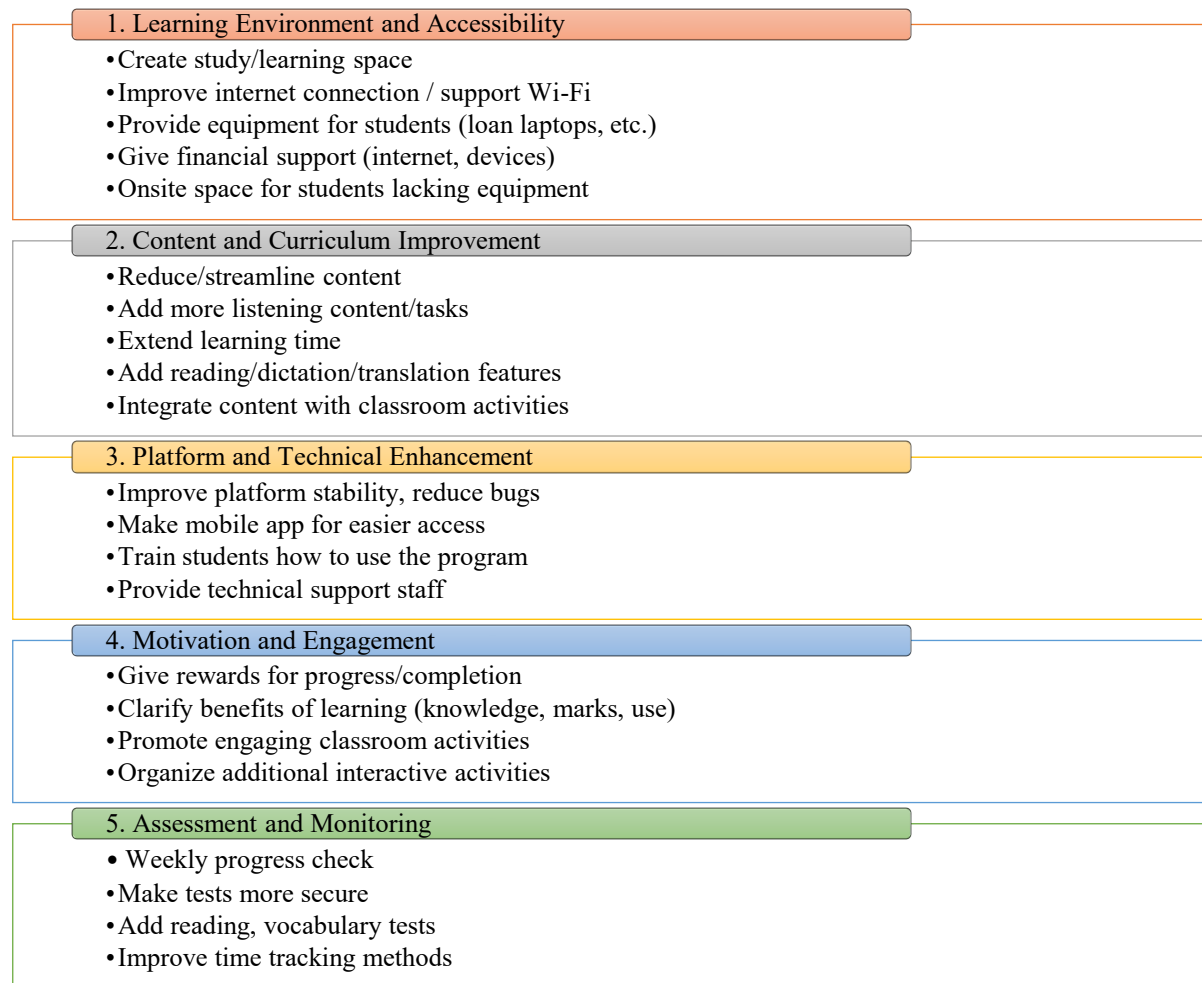 1. Learning Environment and Accessibility
•Create study/learning space
•Improve internet connection / support Wi-Fi
•Provide equipment for students (loan laptops, etc.)
•Give financial support (internet, devices)
•Onsite space for students lacking equipment
2. Content and Curriculum Improvement
•Reduce/streamline content
•Add more listening content/tasks
•Extend learning time
•Add reading/dictation/translation features
•Integrate content with classroom activities
3. Platform and Technical Enhancement
•Improve platform stability, reduce bugs
•Make mobile app for easier access
•Train students how to use the program
•Provide technical support staff
4. Motivation and Engagement
•Give rewards for progress/completion
•Clarify benefits of learning (knowledge, marks, use)
•Promote engaging classroom activities
•Organize additional interactive activities
5. Assessment and Monitoring
• Weekly progress check
•Make tests more secure
•Add reading, vocabulary tests
•Improve time tracking methods